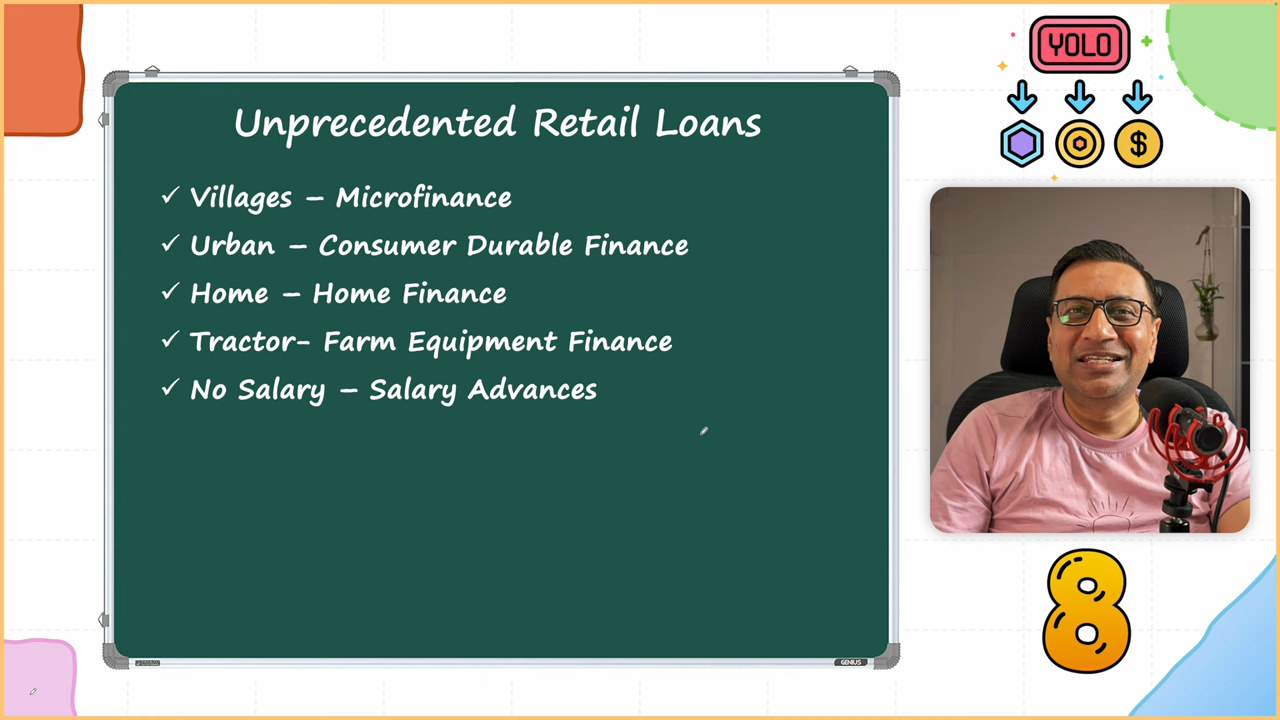 Unprecedented Retail Loans
✓ Villages – Microfinance
✓ Urban – Consumer Durable Finance
✓ Home – Home Finance
✓ Tractor- Farm Equipment Finance
✓ No Salary – Salary Advances
GENIUS
YOLO
$
8